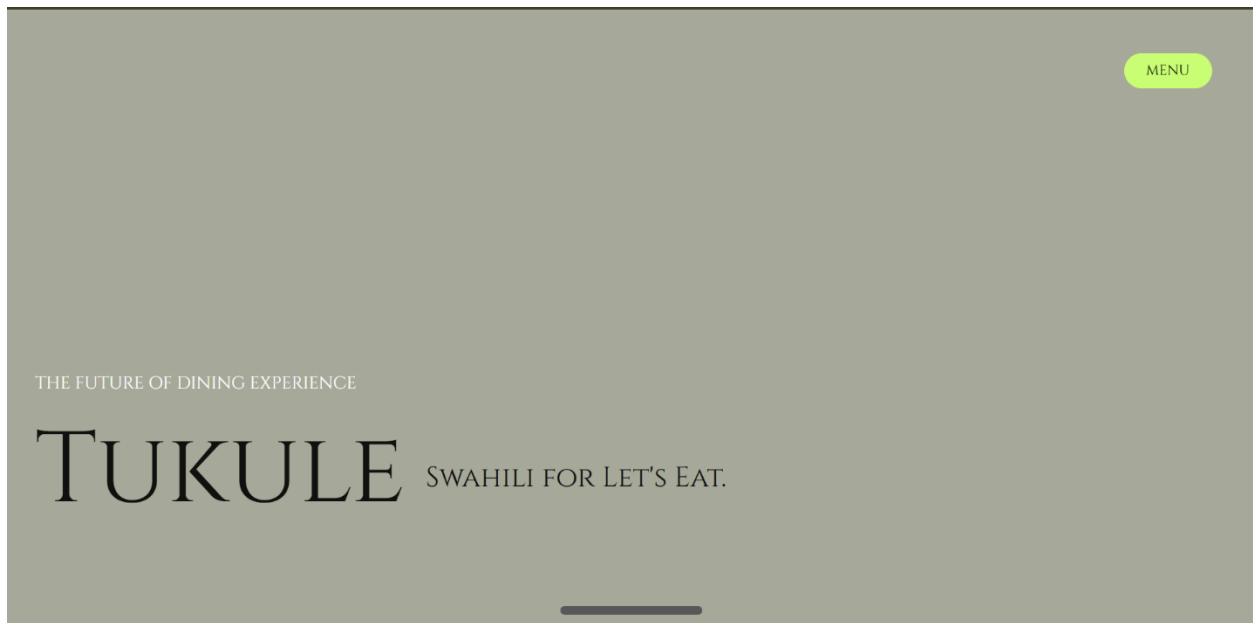 MENU
THE FUTURE OF DINING EXPERIENCE
Tukule Swahili for Let's Eat.